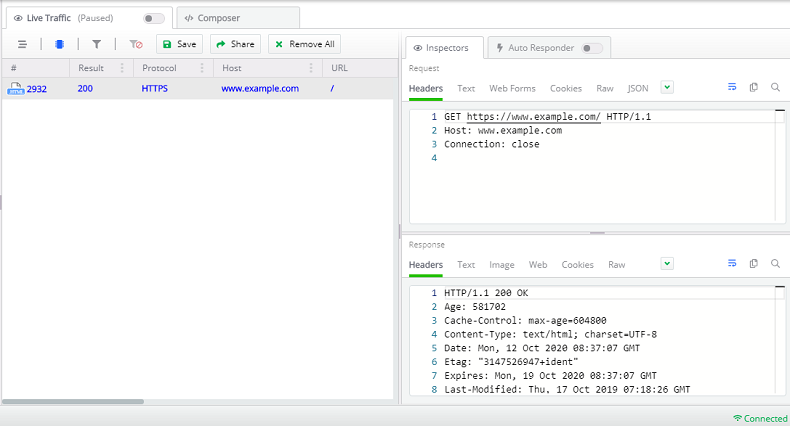 Live Traffic (Paused)
Composer
Save
Share
Remove All
# Result Protocol Host URL
2932 200 HTTPS www.example.com /
Inspectors
Auto Responder
Request
Headers Text Web Forms Cookies Raw JSON
1 GET https://www.example.com/ HTTP/1.1
2 Host: www.example.com
3 Connection: close
4
Response
Headers Text Image Web Cookies Raw
1 HTTP/1.1 200 OK
2 Age: 581702
3 Cache-Control: max-age=604800
4 Content-Type: text/html; charset=UTF-8
5 Date: Mon, 12 Oct 2020 08:37:07 GMT
6 Etag: "3147526947+ident"
7 Expires: Mon, 19 Oct 2020 08:37:07 GMT
8 Last-Modified: Thu, 17 Oct 2019 07:18:26 GMT
Connected